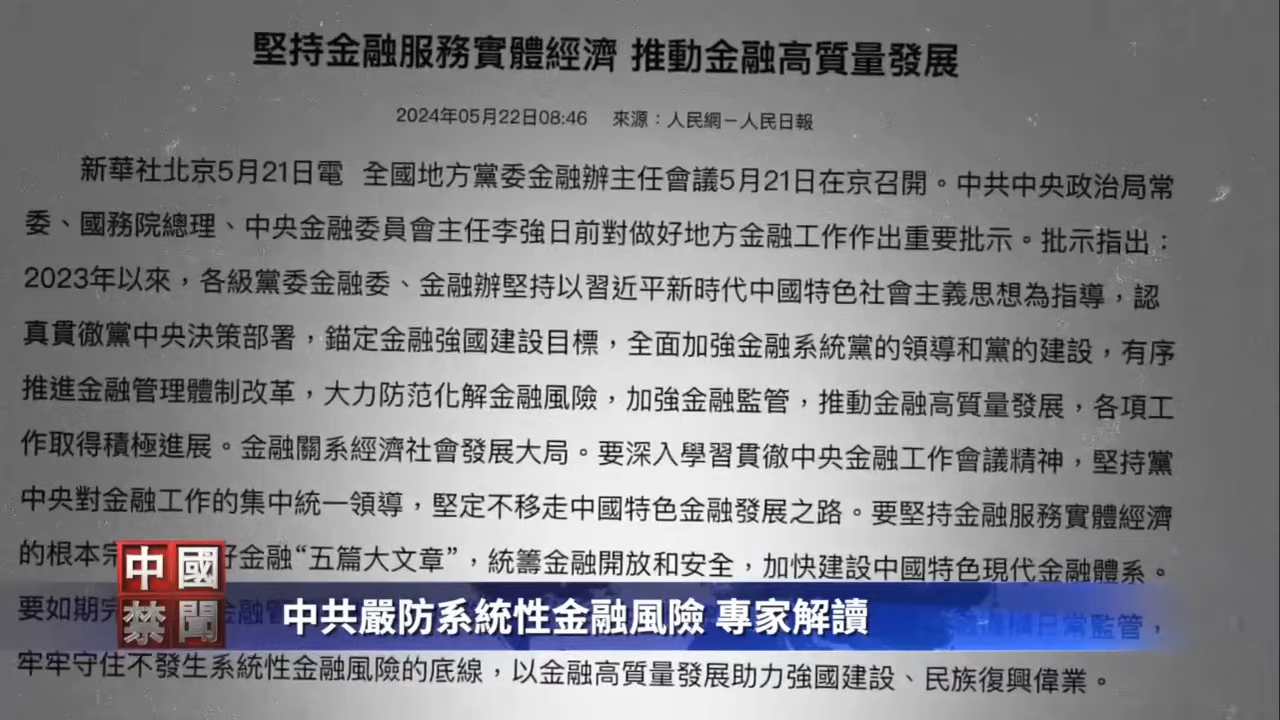 堅持金融服務實體經濟 推動金融高質量發展
2024年05月22日08:46 來源：人民網－人民日報
新華社北京5月21日電 全國地方黨委金融辦主任會議5月21日在京召開。中共中央政治局常
委、國務院總理、中央金融委員會主任李強日前對做好地方金融工作作出重要批示。批示指出：
2023年以來，各級黨委金融委、金融辦堅持以習近平新時代中國特色社會主義思想為指導，認
真貫徹黨中央決策部署，錨定金融強國建設目標，全面加強金融系統黨的領導和黨的建設，有序
推進金融管理體制改革，大力防范化解金融風險，加強金融監管，推動金融高質量發展，各項工
作取得積極進展。金融關系經濟社會發展大局。要深入學習貫徹中央金融工作會議精神，堅持黨
中央對金融工作的集中統一領導，堅定不移走中國特色金融發展之路。要堅持金融服務實體經濟
的根本 好金融“五篇大文章”，統籌金融開放和安全，加快建設中國特色現代金融體系。
要如期 日常監管，
中國禁聞
中共嚴防系統性金融風險 專家解讀
牢牢守住不發生系統性金融風險的底線，以金融高質量發展助力強國建設、民族復興偉業。